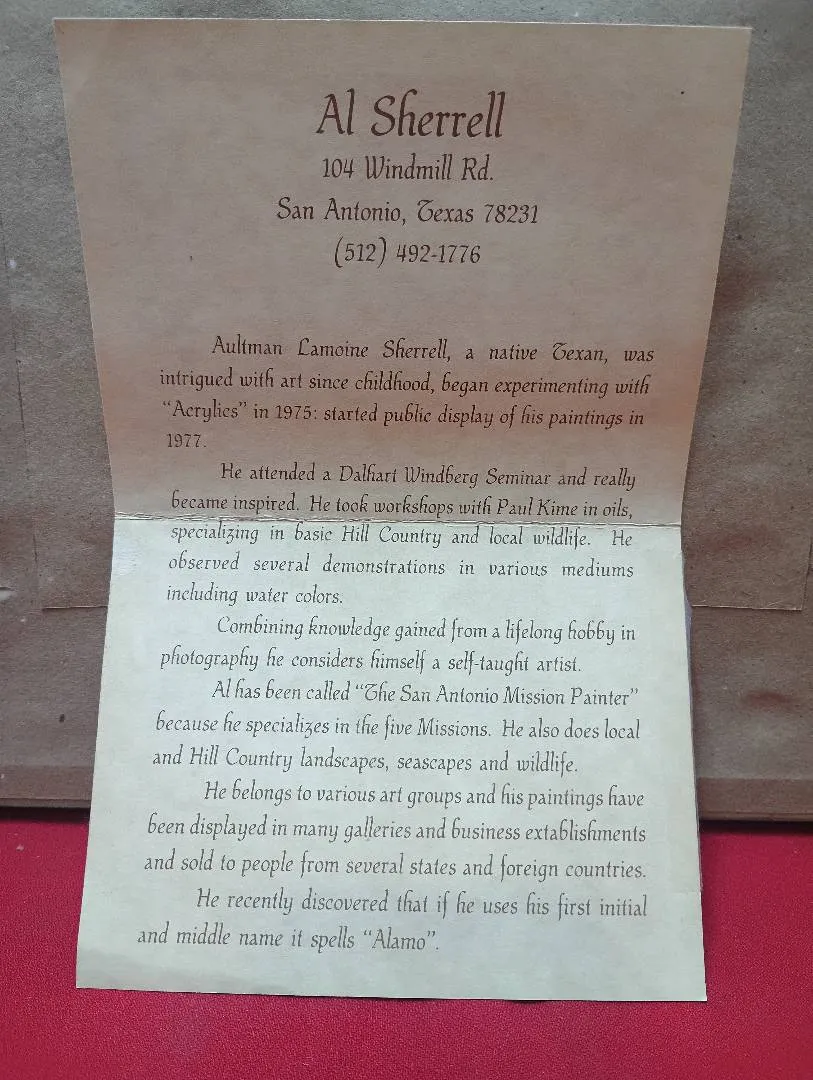 Al Sherrell
104 Windmill Rd.
San Antonio, Texas 78231
(512) 492-1776
Aultman Lamoine Sherrell, a native Texan, was
intrigued with art since childhood, began experimenting with
“Acrylics” in 1975: started public display of his paintings in
1977.
He attended a Dalhart Windberg Seminar and really
became inspired. He took workshops with Paul Kime in oils,
specializing in basic Hill Country and local wildlife. He
observed several demonstrations in various mediums
including water colors.
Combining knowledge gained from a lifelong hobby in
photography he considers himself a self-taught artist.
Al has been called “The San Antonio Mission Painter”
because he specializes in the five Missions. He also does local
and Hill Country landscapes, seascapes and wildlife.
He belongs to various art groups and his paintings have
been displayed in many galleries and business extablishments
and sold to people from several states and foreign countries.
He recently discovered that if he uses his first initial
and middle name it spells “Alamo”.